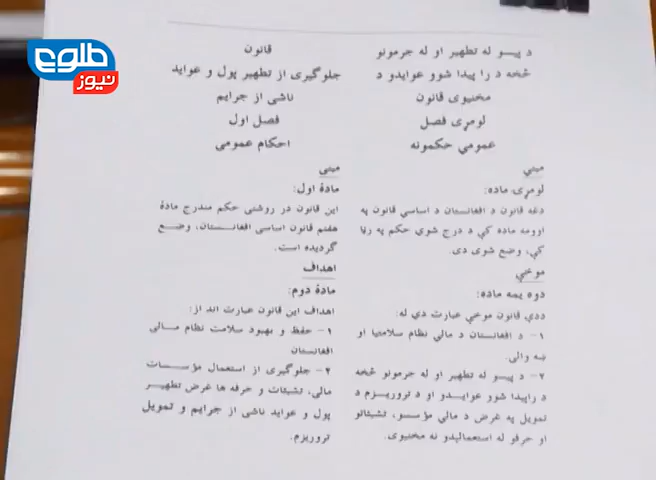 طلوع
نیوز
د پیسو له تطهیر او له جرمونو
څخه د را پیدا شوو عوایدو د
مخنیوي قانون
لومړی فصل
عمومي حکمونه
مبني
لومړی ماده:
دغه قانون د افغانستان د اساسي قانون په
اوومه ماده کې د درج شوي حکم په رڼا
کې، وضع شوی دی.
موخې
دوه یمه ماده:
ددې قانون موخې عبارت دي له:
۱- د افغانستان د مالي نظام سلامتیا او
ښه والی.
۲- د پیسو له تطهیر او له جرمونو څخه
د راپیدا شوو عوایدو او د تروریزم د
تمویل په غرض د مالي مؤسسو، تشبثاتو
او حرفو له استعمالیدو نه مخنیوی.
قانون
جلوگیری از تطهیر پول و عواید
ناشی از جرایم
فصل اول
احکام عمومی
مبنی
مادهٔ اول:
این قانون در روشنی حکم مندرج مادهٔ
هفتم قانون اساسی افغانستان، وضع
گردیده است.
اهداف
مادهٔ دوم:
اهداف این قانون عبارت اند از:
۱- حفظ و بهبود سلامت نظام مالی
افغانستان
۲- جلوگیری از استعمال مؤسسات
مالی، تشبثات و حرفه ها غرض تطهیر
پول و عواید ناشی از جرایم و تمویل
تروریزم.